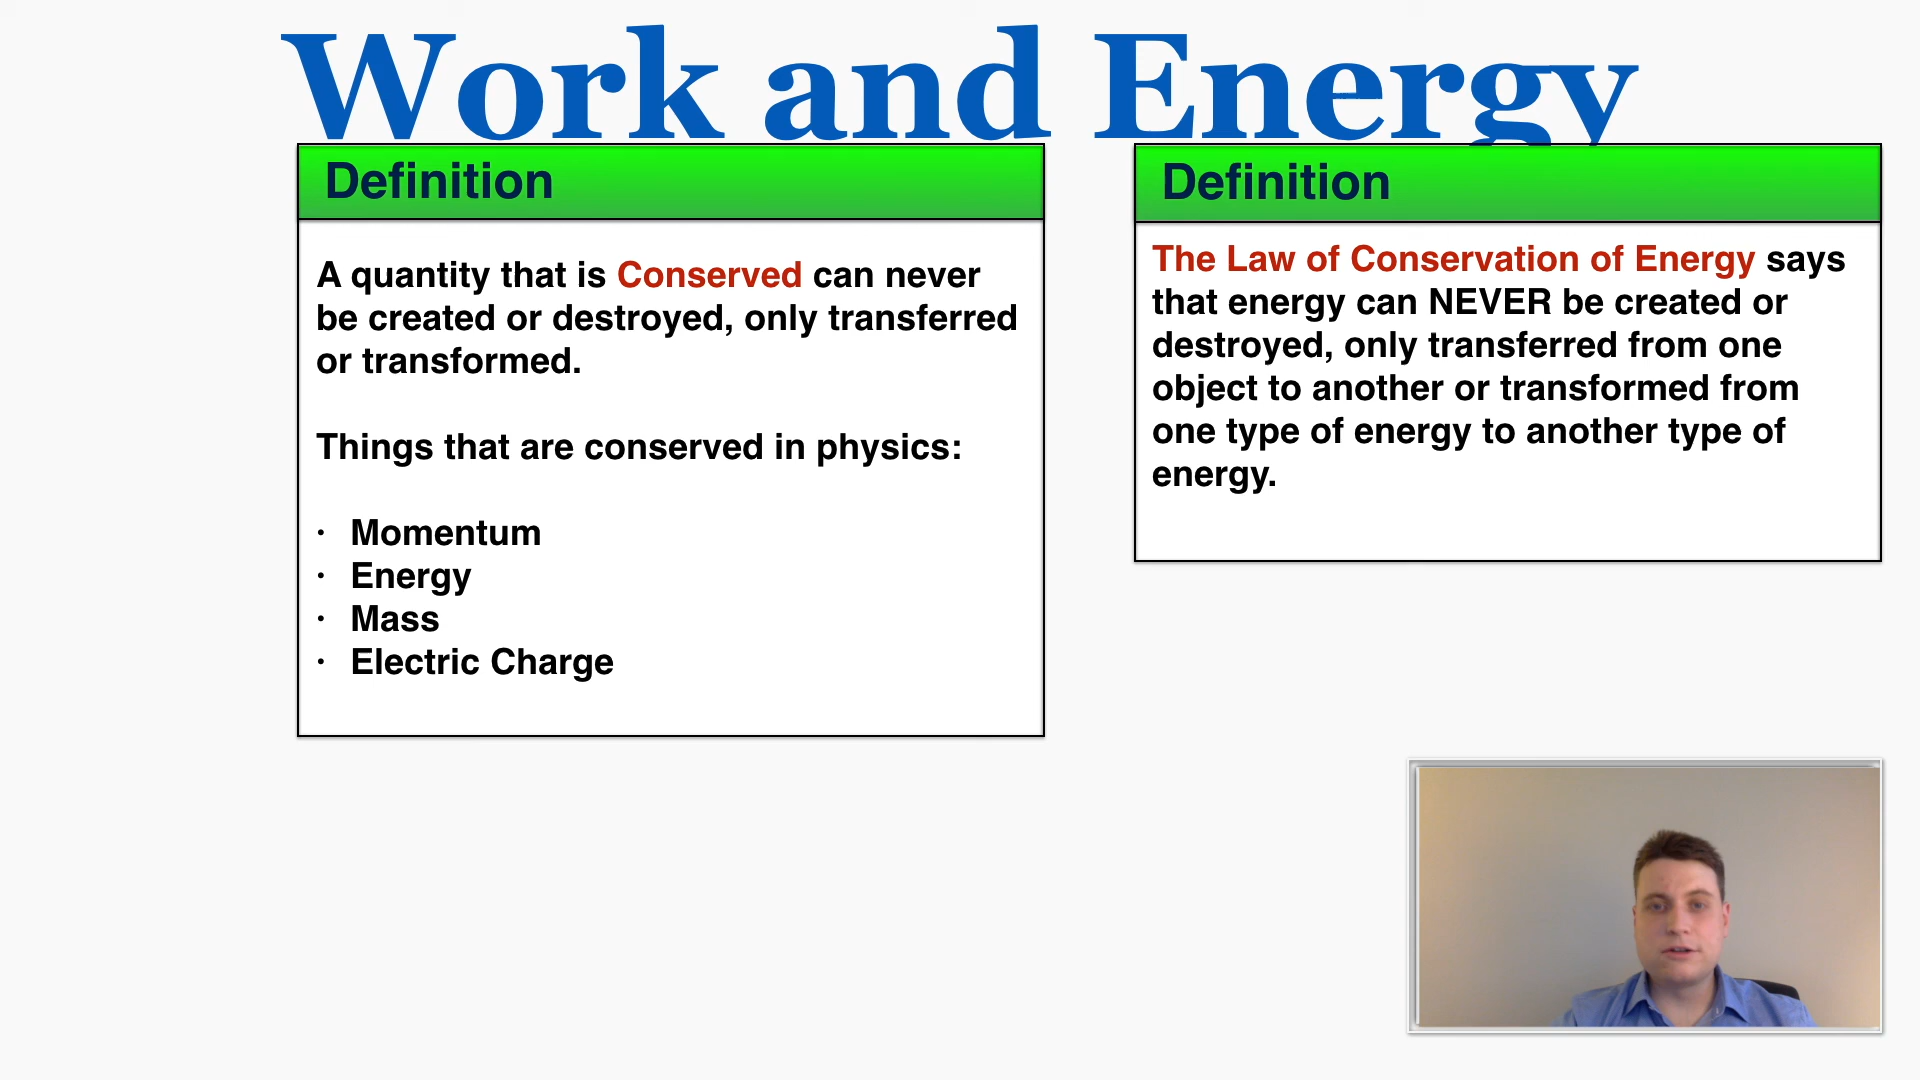 Work and Energy
Definition
A quantity that is Conserved can never
be created or destroyed, only transferred
or transformed.
Things that are conserved in physics:
· Momentum
· Energy
· Mass
· Electric Charge
Definition
The Law of Conservation of Energy says
that energy can NEVER be created or
destroyed, only transferred from one
object to another or transformed from
one type of energy to another type of
energy.